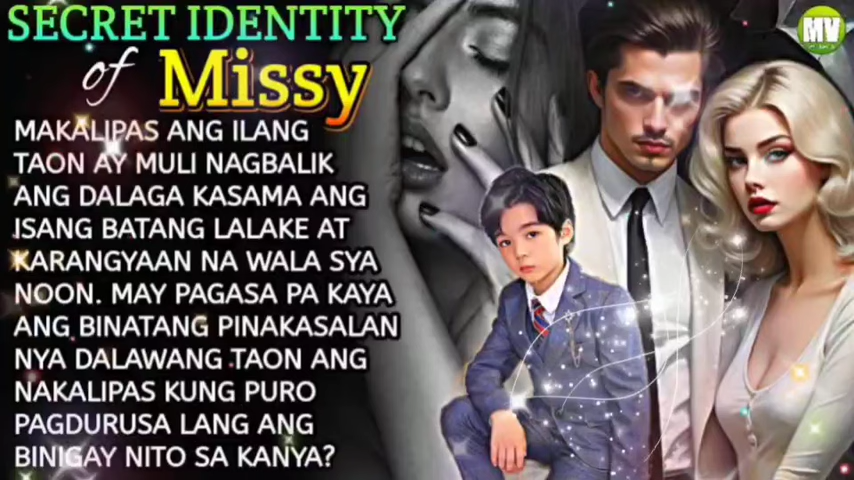 SECRET IDENTITY
of Missy
MAKALIPAS ANG ILANG
TAON AY MULI NAGBALIK
ANG DALAGA KASAMA ANG
ISANG BATANG LALAKE AT
KARANGYAAN NA WALA SYA
NOON. MAY PAGASA PA KAYA
ANG BINATANG PINAKASALAN
NYA DALAWANG TAON ANG
NAKALIPAS KUNG PURO
PAGDURUSA LANG ANG
BINIGAY NITO SA KANYA?
MV